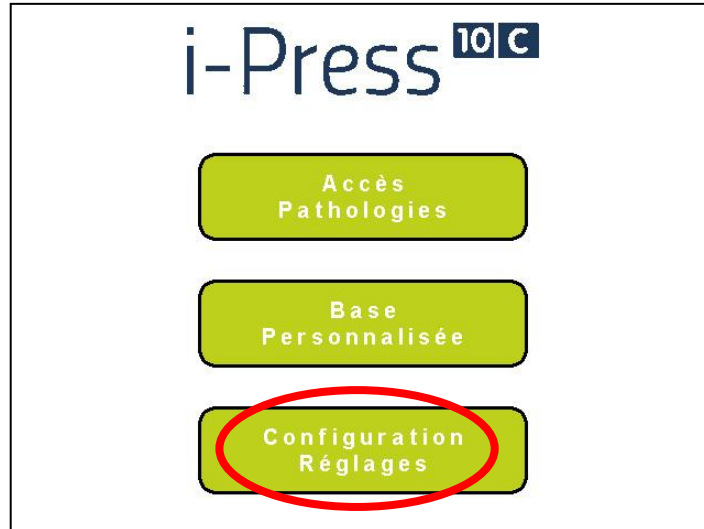 i-Press 10 C
Accès
Pathologies
Base
Personnalisée
Configuration
Réglages